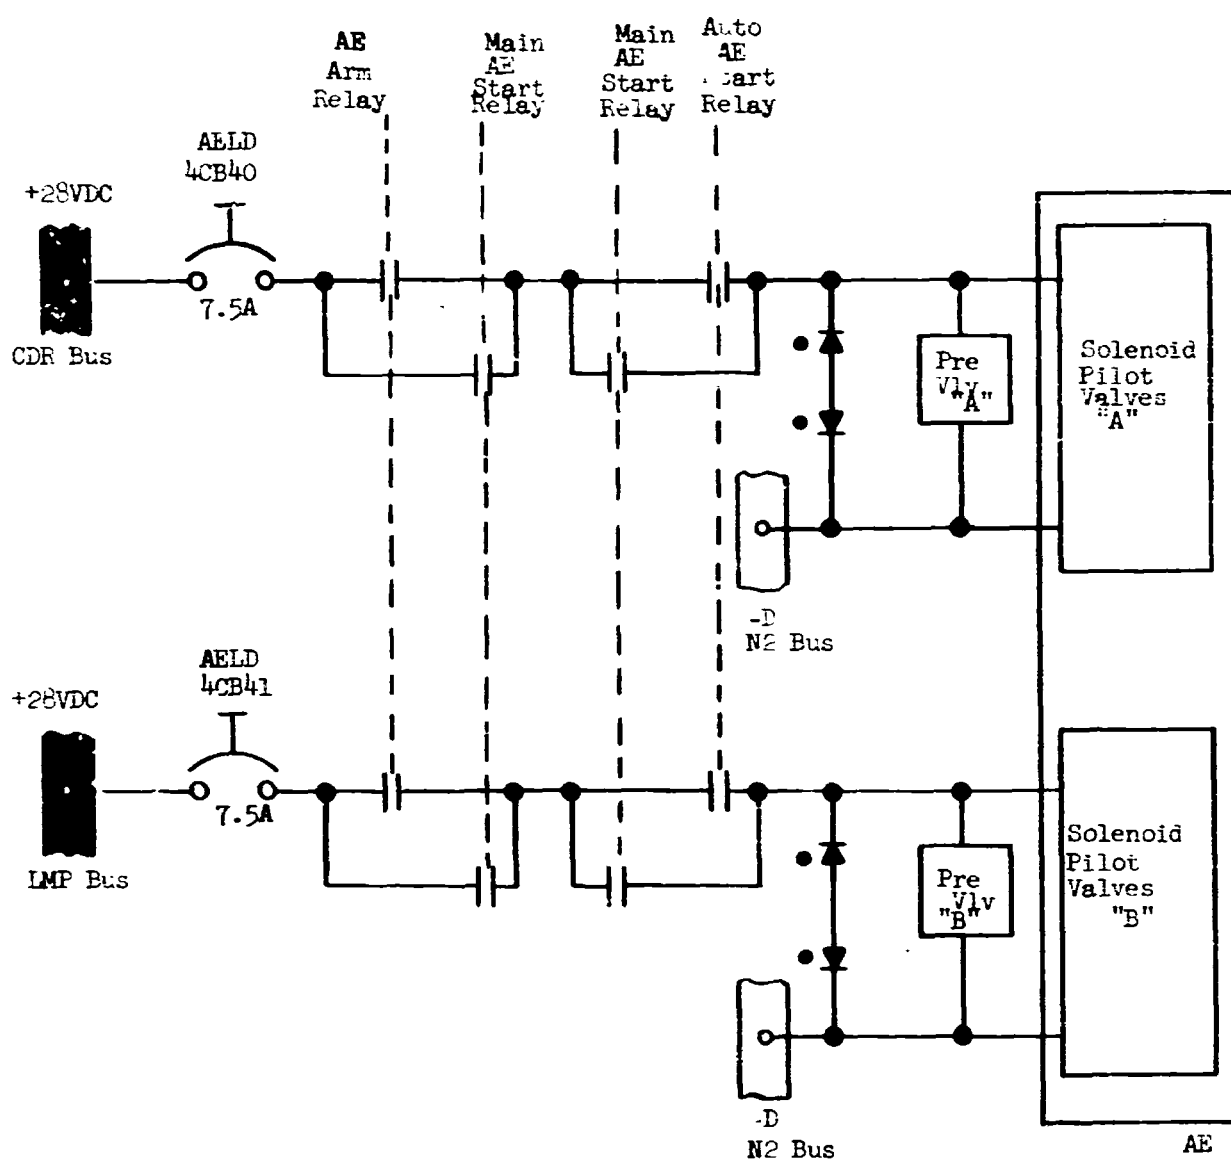 AE
Arm
Relay
Main
AE
Start
Relay
Main
AE
Start
Relay
Auto
AE
Relay
AELD
4CB40
+28VDC
7.5A
CDR Bus
Pre
Vlv
"A"
Solenoid
Pilot
Valves
"A"
-D
N2 Bus
AELD
4CB41
+28VDC
7.5A
LMP Bus
Pre
Vlv
"B"
Solenoid
Pilot
Valves
"B"
-D
N2 Bus
AE